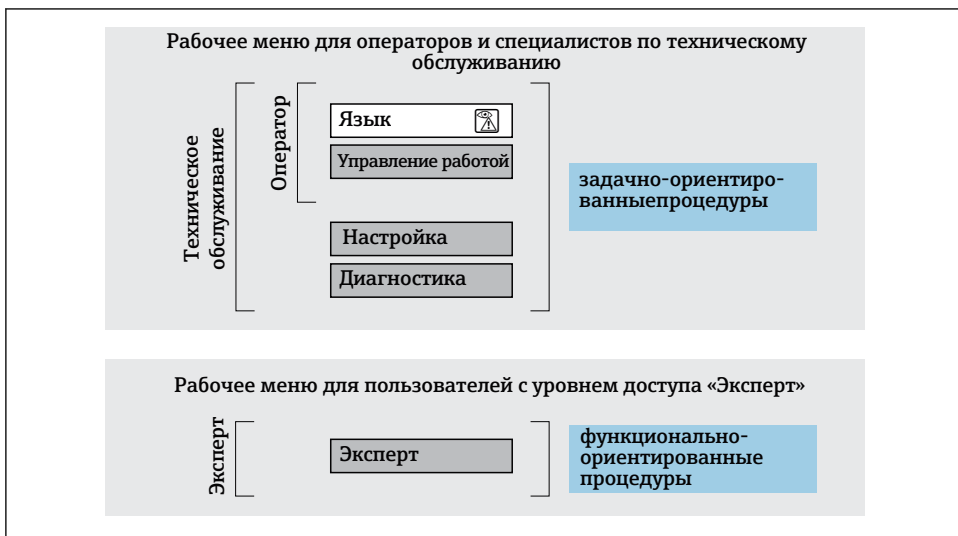 Рабочее меню для операторов и специалистов по техническому
обслуживанию
Техническое
обслуживание
Оператор
Язык
Управление работой
Настройка
Диагностика
задачно-ориентиро-
ванныепроцедуры
Рабочее меню для пользователей с уровнем доступа «Эксперт»
Эксперт
Эксперт
функционально-
ориентированные
процедуры